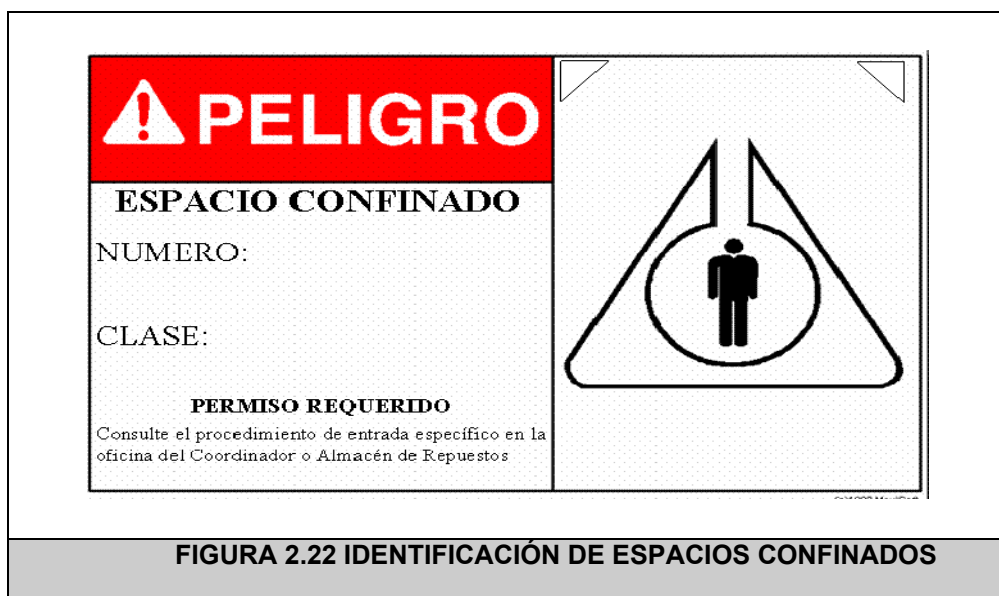 PELIGRO
ESPACIO CONFINADO
NUMERO:
CLASE:
PERMISO REQUERIDO
Consulte el procedimiento de entrada específico en la
oficina del Coordinador o Almacén de Repuestos
FIGURA 2.22 IDENTIFICACIÓN DE ESPACIOS CONFINADOS